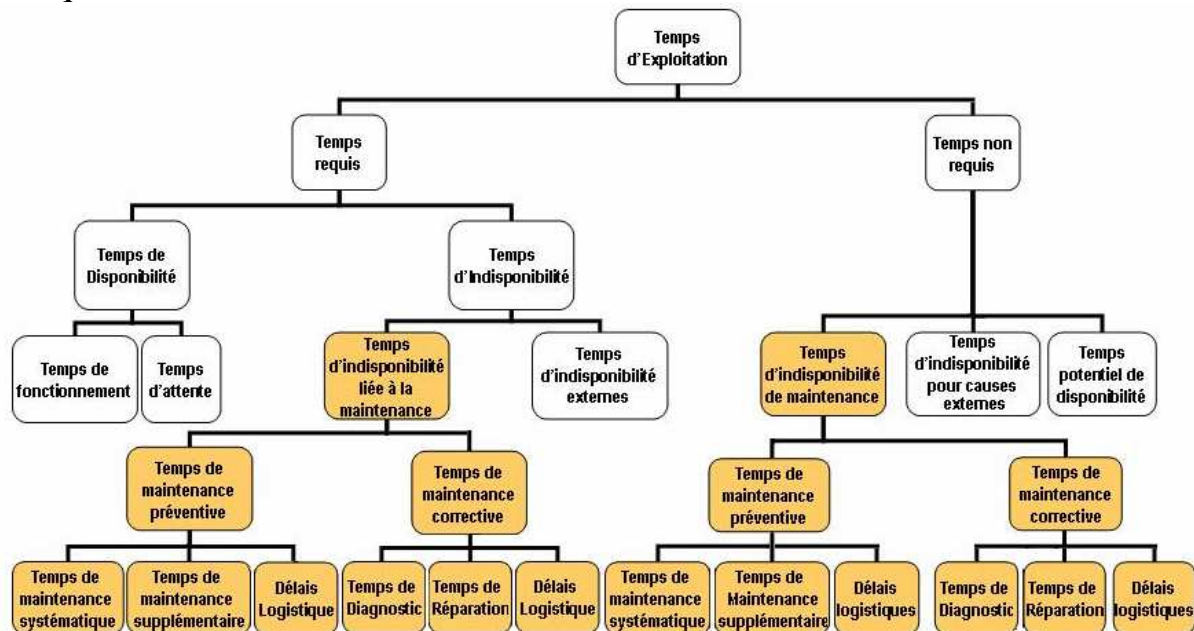 Temps
d'Exploitation
Temps
requis
Temps non
requis
Temps de
Disponibilité
Temps
d'Indisponibilité
Temps de
fonctionnement
Temps
d'attente
Temps
d'indisponibilité
liée à la
maintenance
Temps
d'indisponibilité
externes
Temps
d'indisponibilité
de maintenance
Temps
d'indisponibilité
pour causes
externes
Temps
potentiel de
disponibilité
Temps de
maintenance
préventive
Temps de
maintenance
corrective
Temps de
maintenance
préventive
Temps de
maintenance
corrective
Temps de
maintenance
systématique
Temps de
maintenance
supplémentaire
Délais
Logistique
Temps de
Diagnostic
Temps de
Réparation
Délais
Logistique
Temps de
maintenance
systématique
Temps de
Maintenance
supplémentaire
Délais
logistiques
Temps de
Diagnostic
Temps de
Réparation
Délais
logistiques